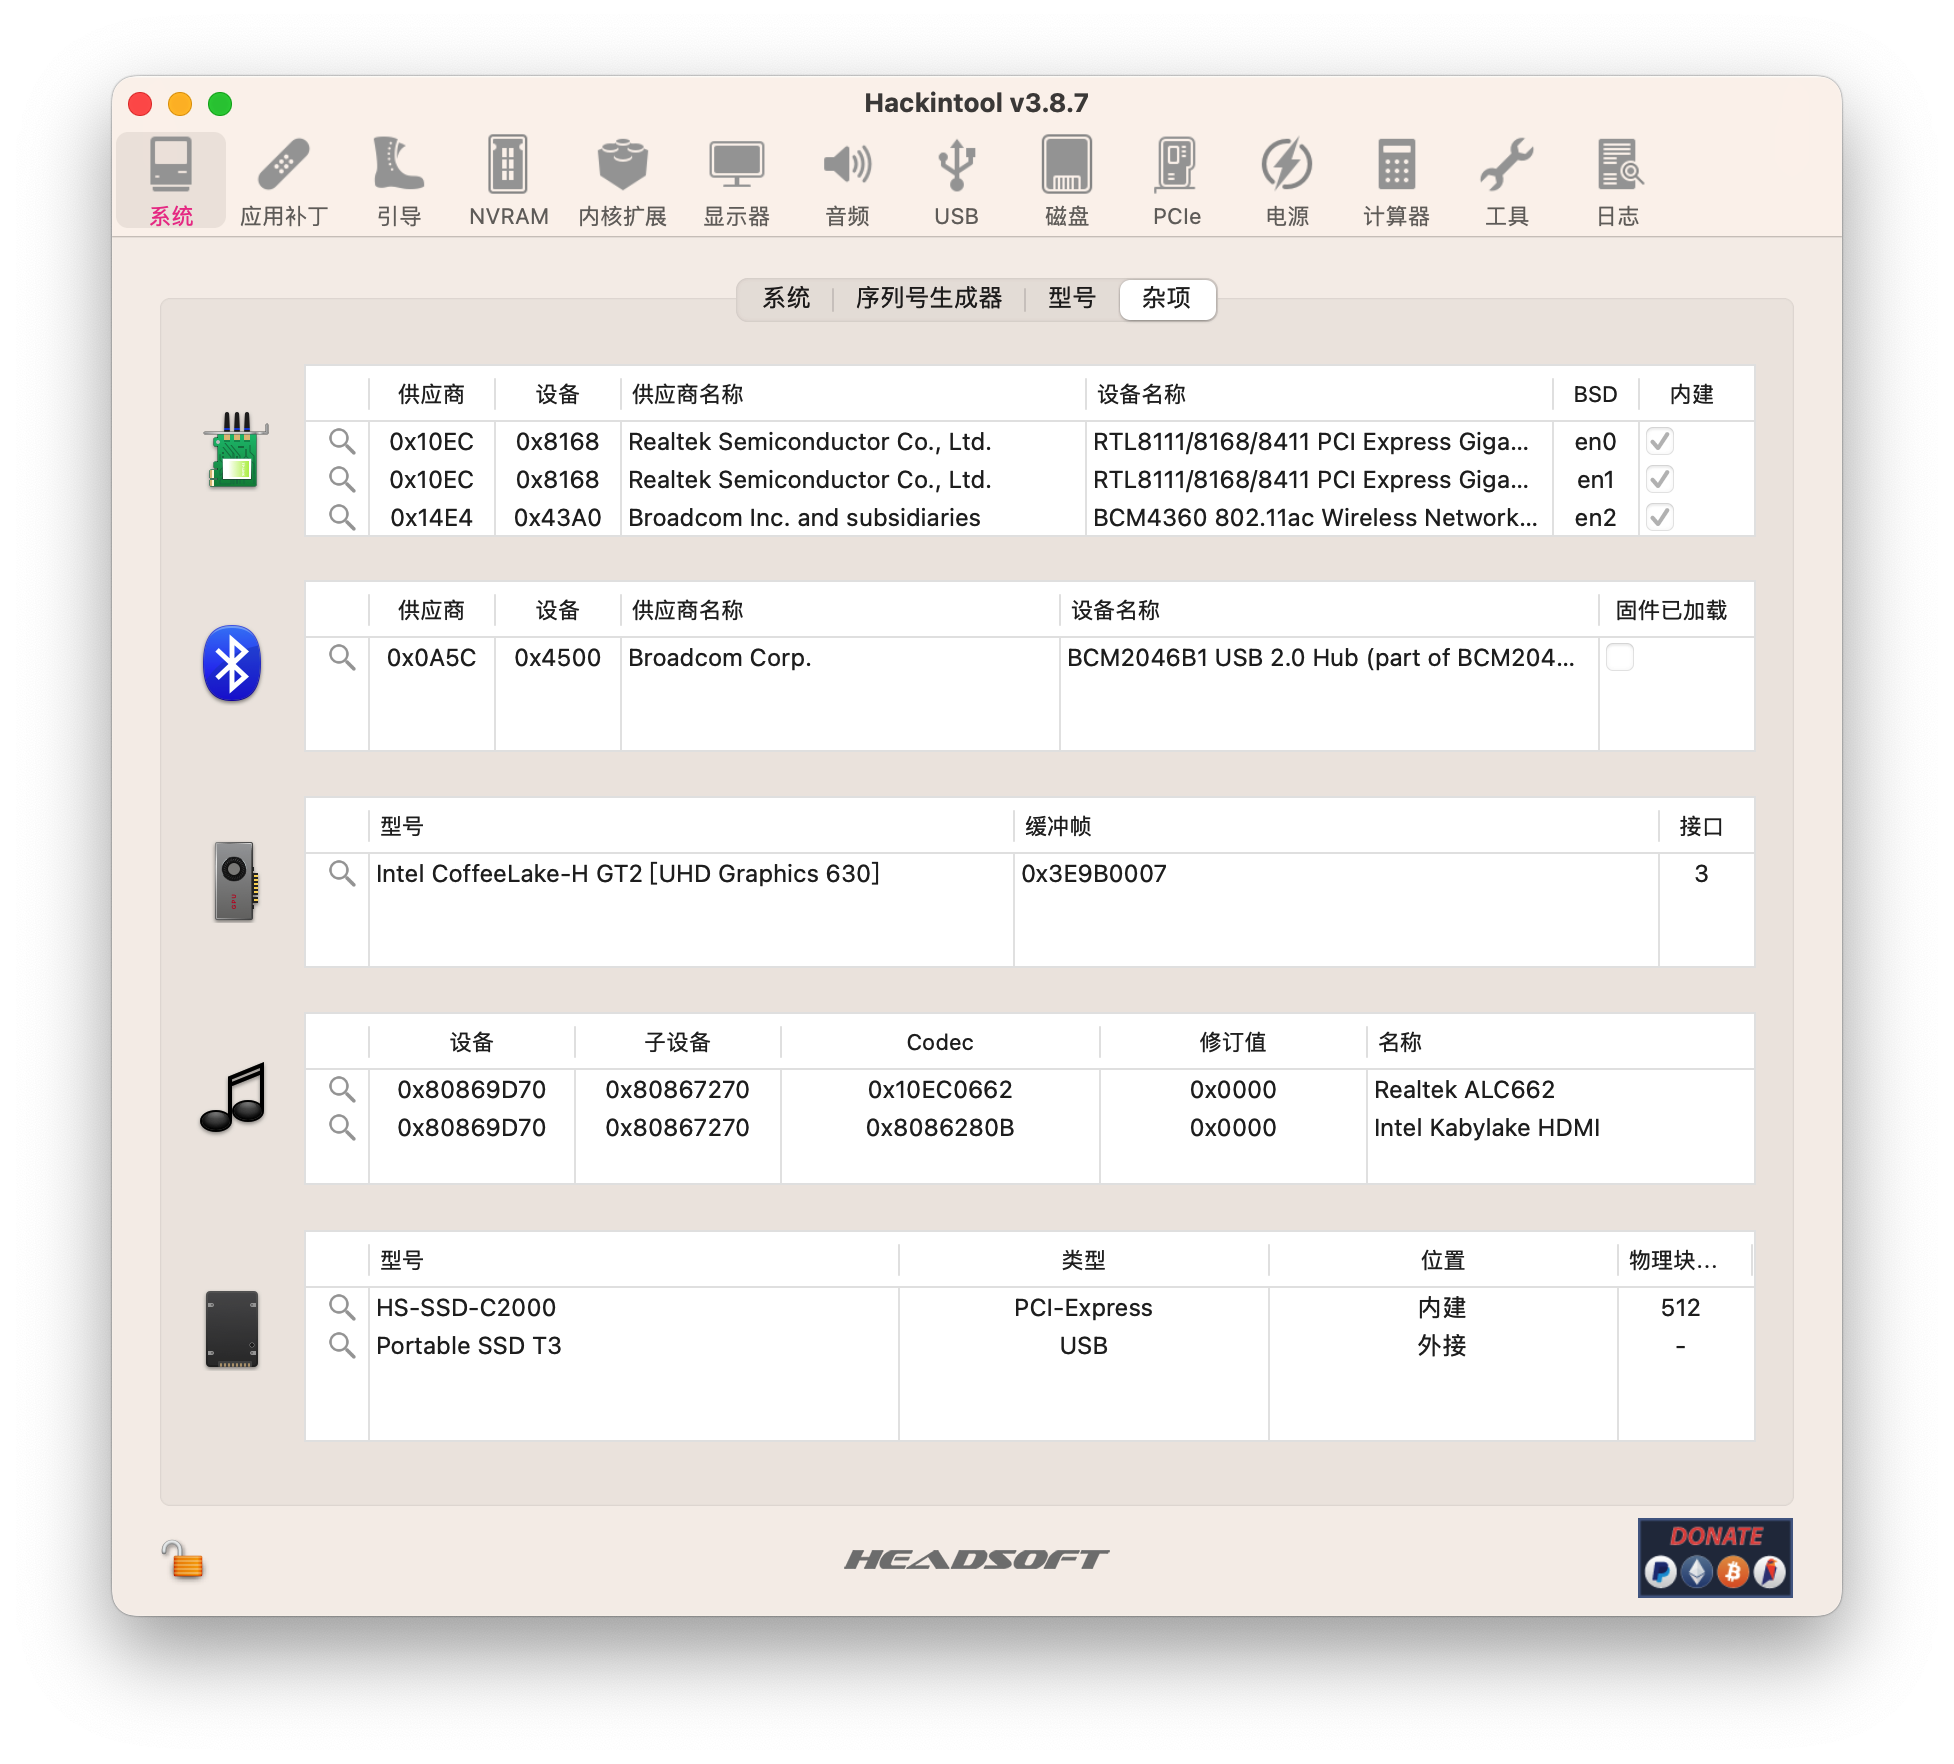 Hackintool v3.8.7
系统 应用补丁 引导 NVRAM 内核扩展 显示器 音频 USB 磁盘 PCIe 电源 计算器 工具 日志
系统 序列号生成器 型号 杂项
供应商 设备 供应商名称 设备名称 BSD 内建
0x10EC 0x8168 Realtek Semiconductor Co., Ltd. RTL8111/8168/8411 PCI Express Giga... en0
0x10EC 0x8168 Realtek Semiconductor Co., Ltd. RTL8111/8168/8411 PCI Express Giga... en1
0x14E4 0x43A0 Broadcom Inc. and subsidiaries BCM4360 802.11ac Wireless Network... en2
供应商 设备 供应商名称 设备名称 固件已加载
0x0A5C 0x4500 Broadcom Corp. BCM2046B1 USB 2.0 Hub (part of BCM204...
型号 缓冲帧 接口
Intel CoffeeLake-H GT2 [UHD Graphics 630] 0x3E9B0007 3
设备 子设备 Codec 修订值 名称
0x80869D70 0x80867270 0x10EC0662 0x0000 Realtek ALC662
0x80869D70 0x80867270 0x8086280B 0x0000 Intel Kabylake HDMI
型号 类型 位置 物理块...
HS-SSD-C2000 PCI-Express 内建 512
Portable SSD T3 USB 外接 -
HEADSOFT
DONATE